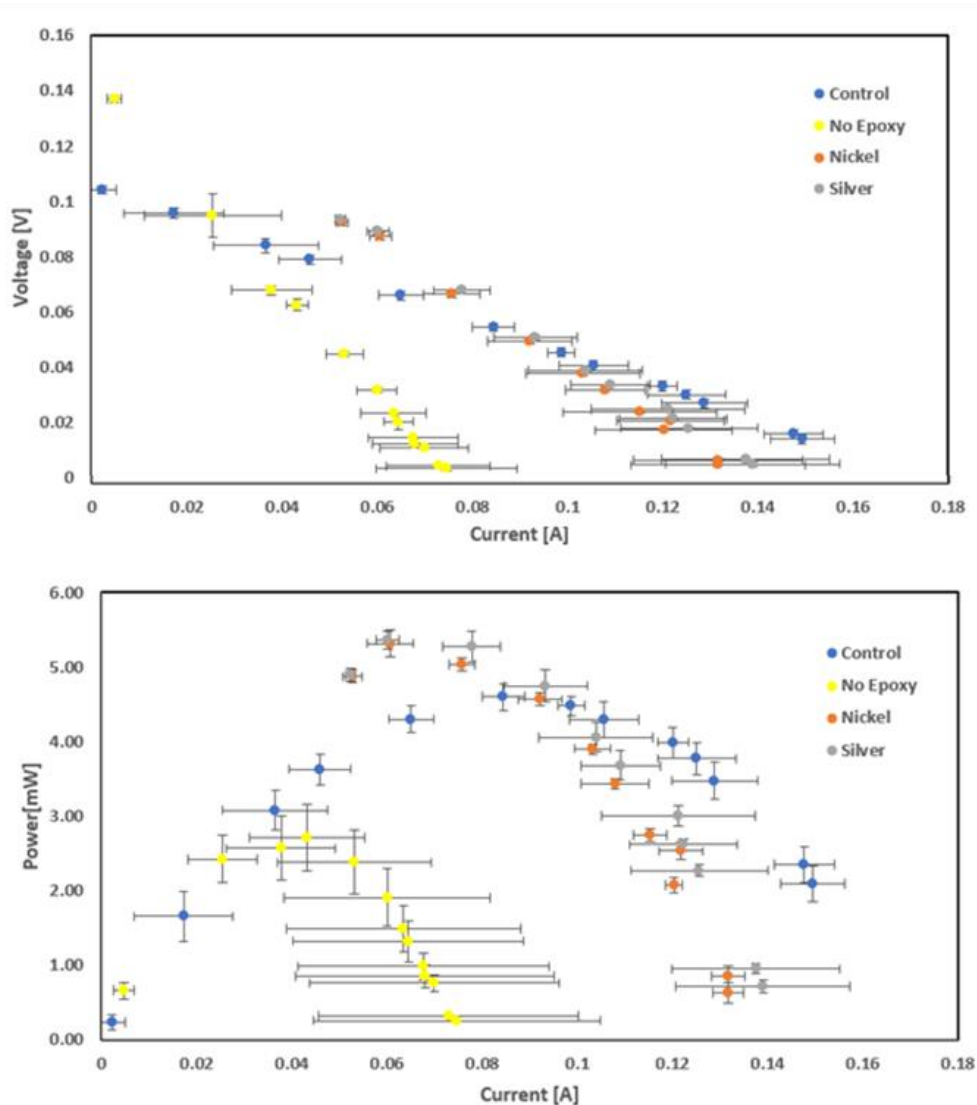 0.16
0.14
0.12
0.1
0.08
0.06
0.04
0.02
0
Voltage [V]
Control
No Epoxy
Nickel
Silver
0 0.02 0.04 0.06 0.08 0.1 0.12 0.14 0.16 0.18
Current [A]
6.00
5.00
4.00
3.00
2.00
1.00
0.00
Power[mW]
Control
No Epoxy
Nickel
Silver
0 0.02 0.04 0.06 0.08 0.1 0.12 0.14 0.16 0.18
Current [A]